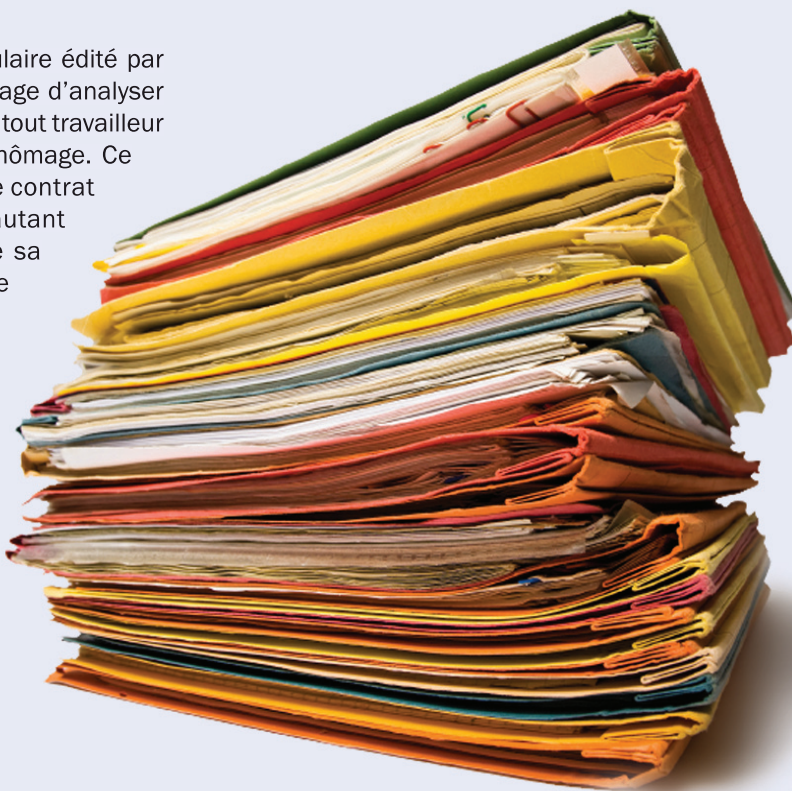 ulaire édité par
age d’analyser
tout travailleur
hômage. Ce
e contrat
utant
e sa
e